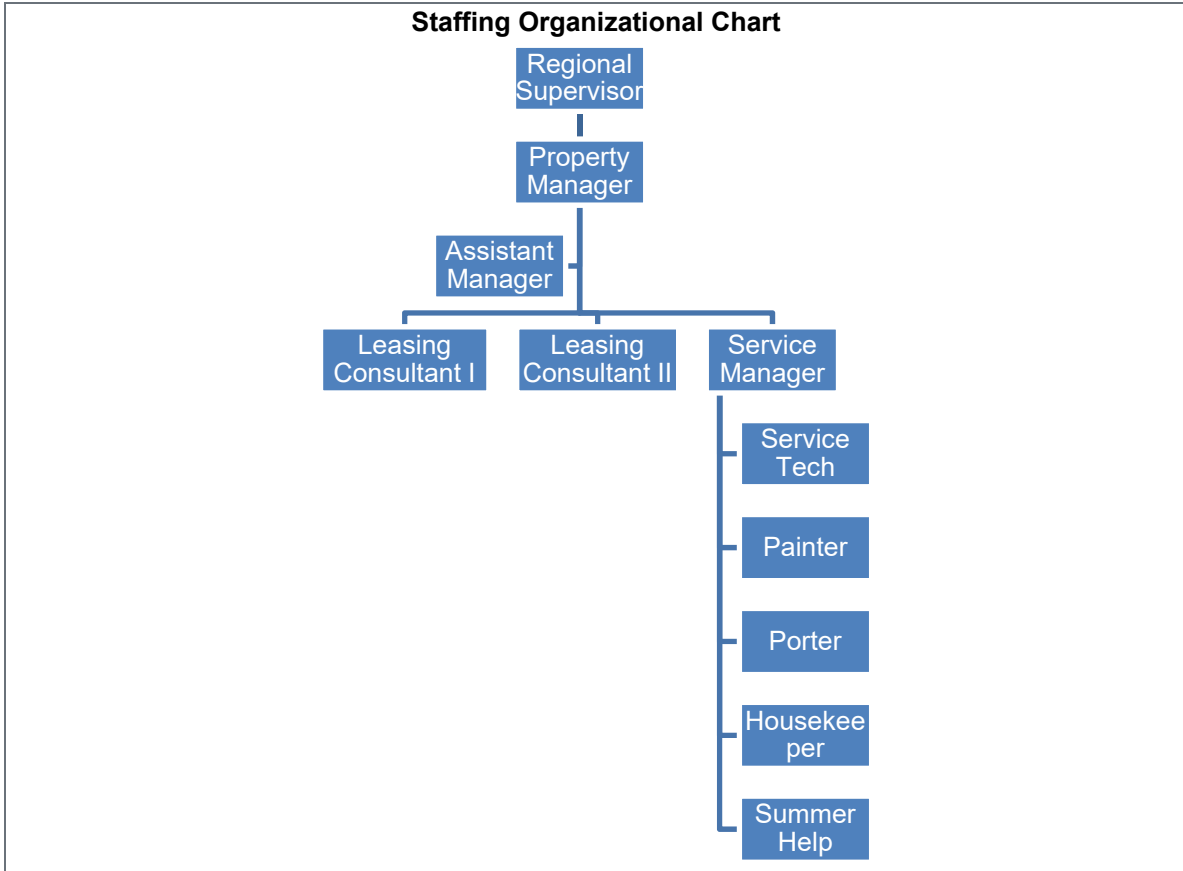 Staffing Organizational Chart
Regional
Supervisor
Property
Manager
Assistant
Manager
Leasing
Consultant I
Leasing
Consultant II
Service
Manager
Service
Tech
Painter
Porter
Housekee
per
Summer
Help